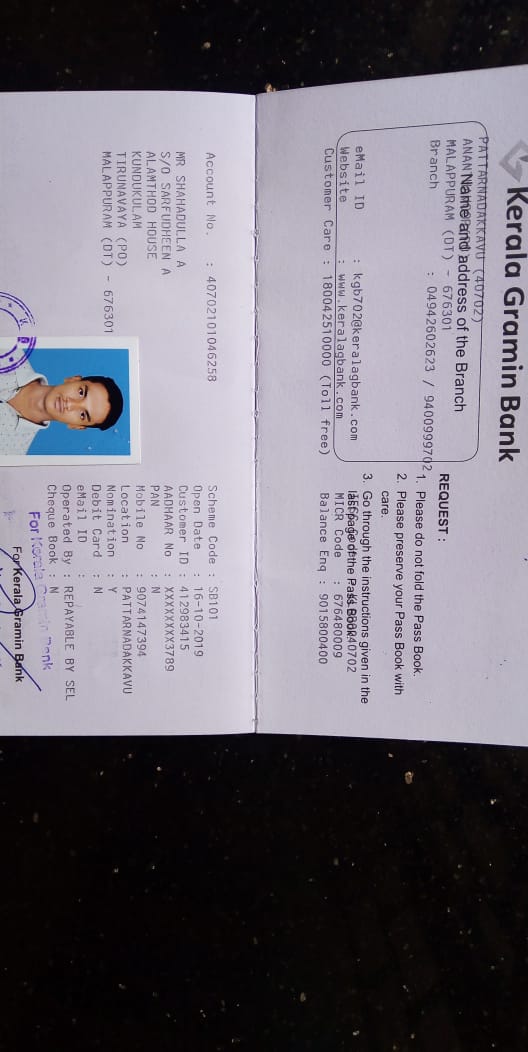 Kerala Gramin Bank
PATTARNADAKKAVU (40702)
Name and address of the Branch
MALAPPURAM (DT) - 676301
Branch : 04942602623 / 9400999702
eMail ID : kgb702@keralagbank.com
Website : www.keralagbank.com
Customer Care : 180042510000 (Toll free)
REQUEST :
1. Please do not fold the Pass Book.
2. Please preserve your Pass Book with
care.
3. Go through the instructions given in the
last page of the Pass Book.
MICR Code : 676480009
Balance Enq : 9015800400
Account No. : 40702101046258
MR SHAHADULLA A
S/O SARFUDHEEN A
ALAMTHOD HOUSE
KUNDUKULAM
TIRUNAVAYA (PO)
MALAPPURAM (DT) - 676301
Scheme Code : SB101
Open Date : 16-10-2019
Customer ID : 412983415
AADHAAR No : XXXXXXXX3789
PAN : N
Mobile No : 9074147394
Location : PATTARNADAKKAVU
Nomination : Y
Debit Card : N
eMail ID :
Operated By : REPAYABLE BY SEL
Cheque Book : N
For Kerala Gramin Bank
For Kerala Gramin Bank